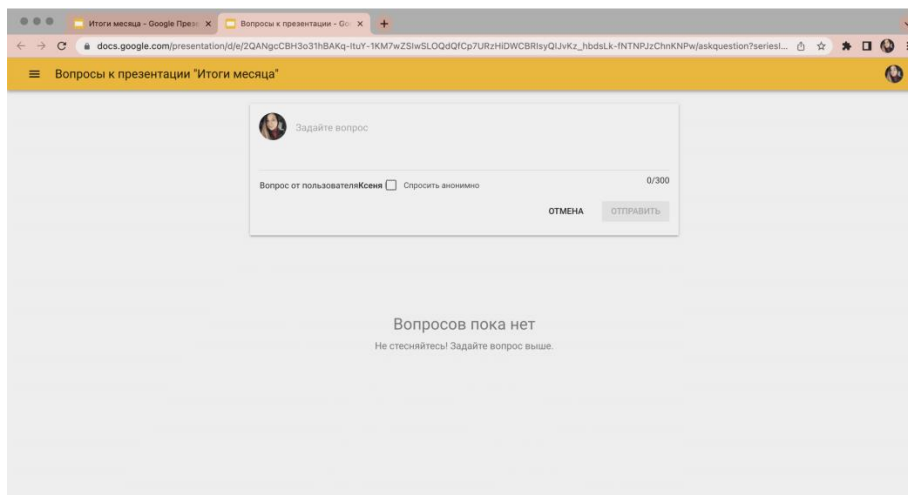 Итоги месяца - Google През
Вопросы к презентации - Go
docs.google.com/presentation/d/e/2QANgcCBH3o31hBAKq-ItuY-1KM7wZSIwSLOQdQfCp7URzHiDWCBRIsyQIJvKz_hbdsLk-fNTNPJzChnKNPw/askquestion?seriesI...
Вопросы к презентации "Итоги месяца"
Задайте вопрос
Вопрос от пользователяКсеня Спросить анонимно 0/300
ОТМЕНА ОТПРАВИТЬ
Вопросов пока нет
Не стесняйтесь! Задайте вопрос выше.